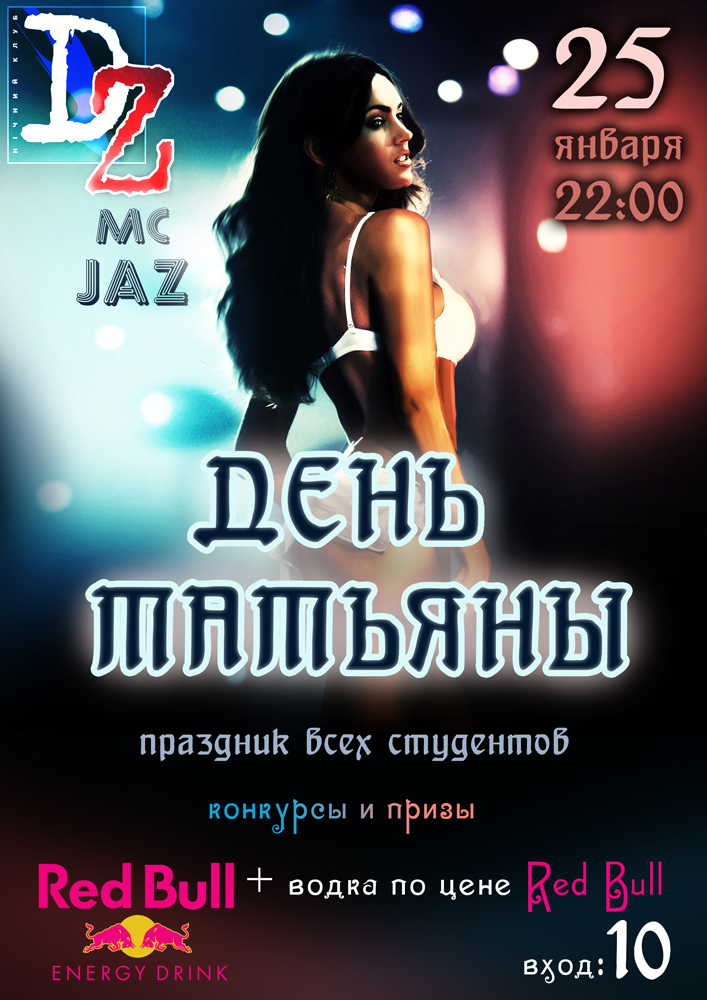 НІЧНИЙ КЛУБ
DZ
MC
JAZ
25
января
22:00
ДЕНЬ
ТАТЬЯНЫ
праздник всех студентов
конкурсы и призы
Red Bull + водка по цене Red Bull
ENERGY DRINK
вход: 10